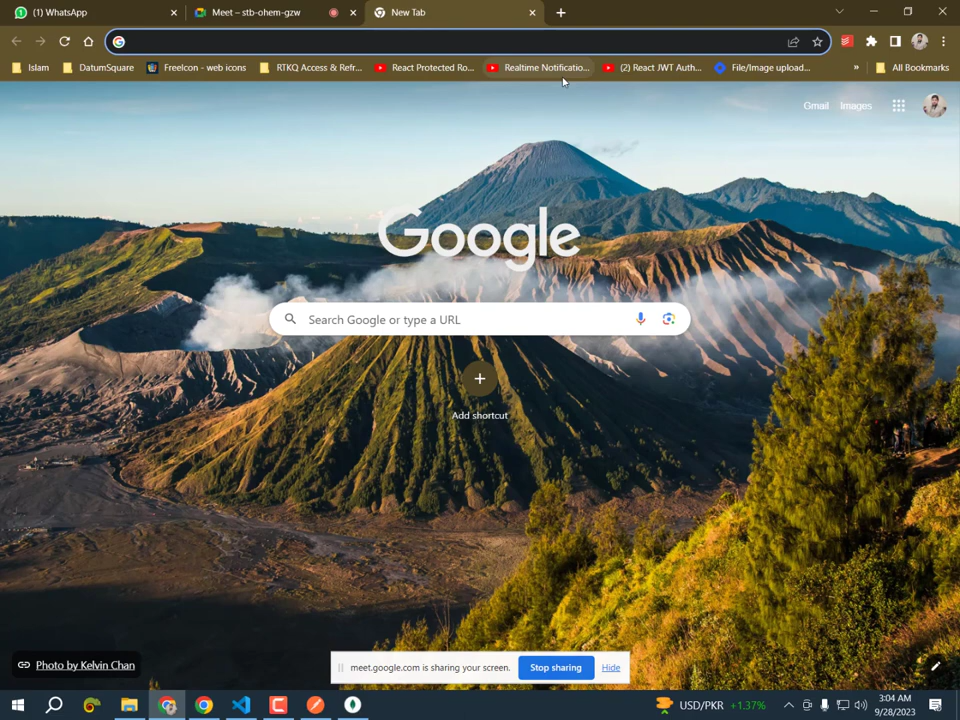 (1) WhatsApp
Meet – stb-ohem-gzw
New Tab
Islam
DatumSquare
FreeIcon - web icons
RTKQ Access & Refr...
React Protected Ro...
Realtime Notificatio...
(2) React JWT Auth...
File/Image upload...
»
All Bookmarks
Gmail
Images
Google
Search Google or type a URL
Add shortcut
Photo by Kelvin Chan
meet.google.com is sharing your screen.
Stop sharing
Hide
USD/PKR +1.37%
3:04 AM
9/28/2023